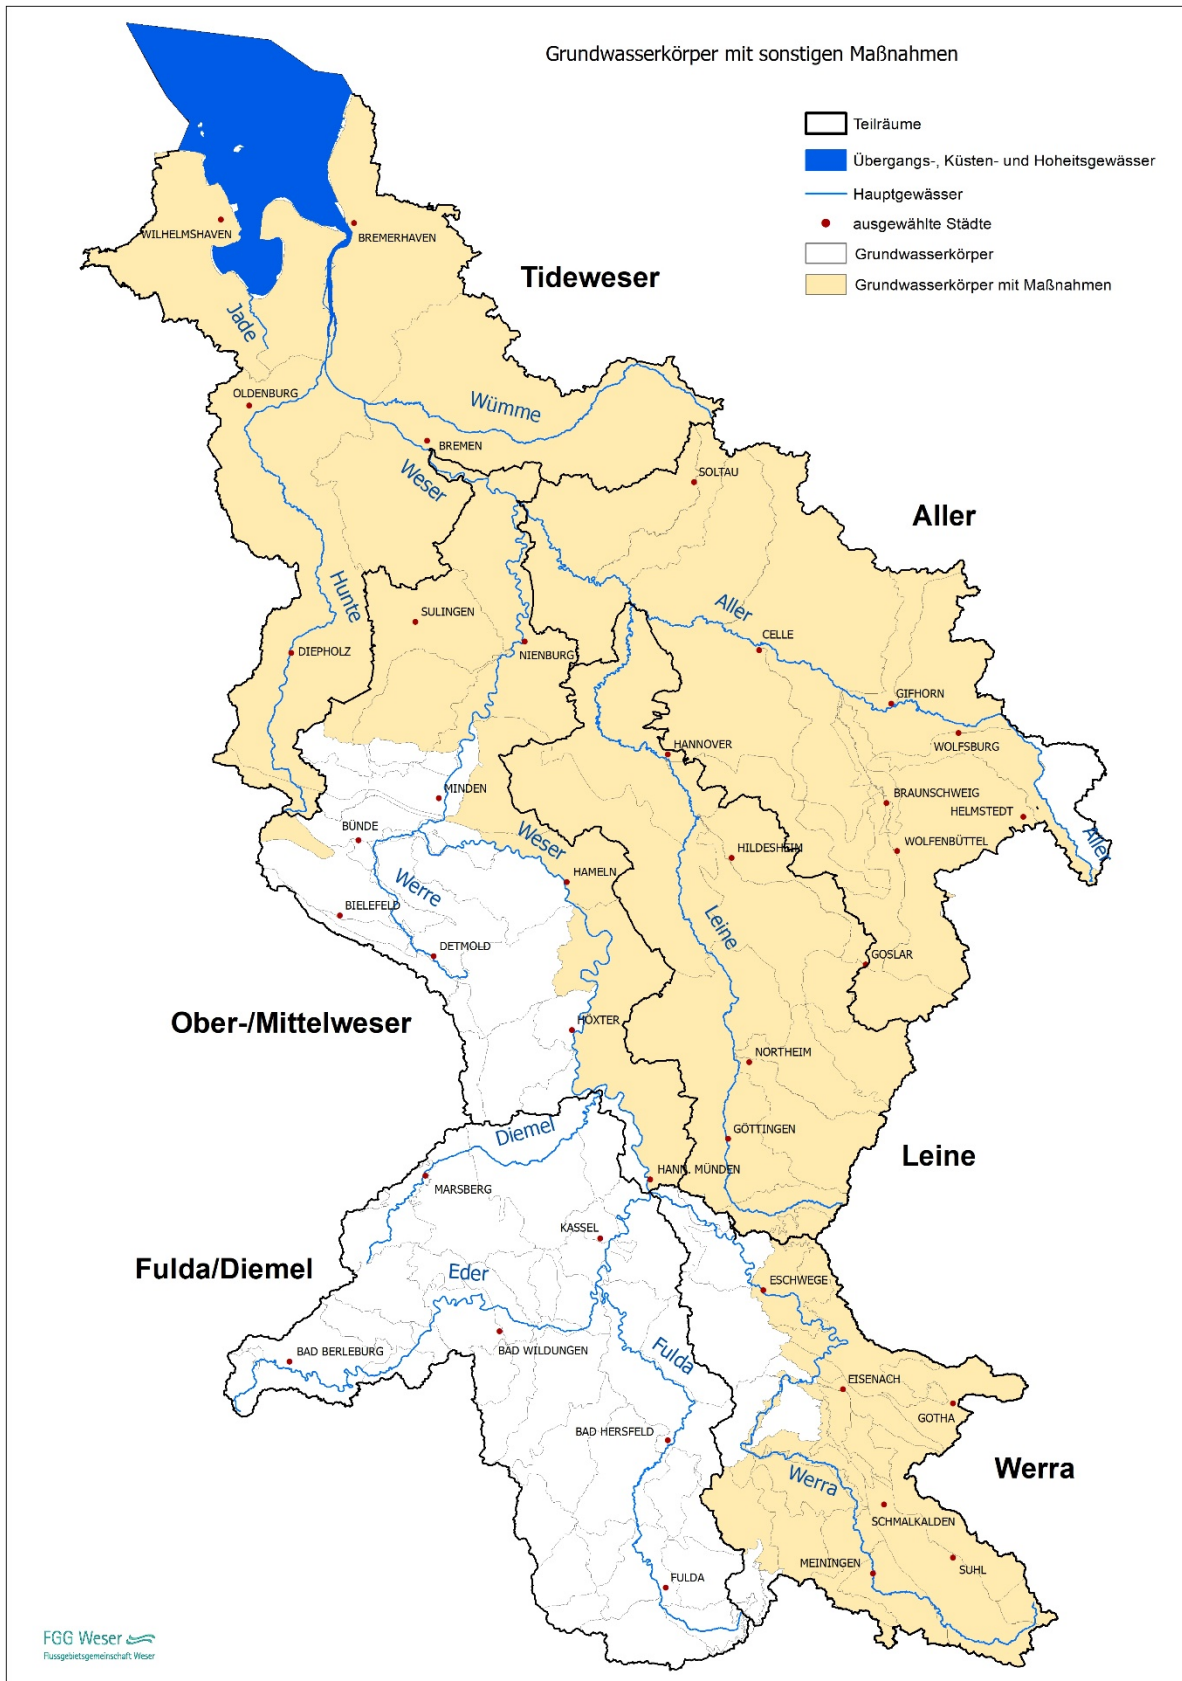 Grundwasserkörper mit sonstigen Maßnahmen
Teilräume
Übergangs-, Küsten- und Hoheitsgewässer
Hauptgewässer
ausgewählte Städte
Grundwasserkörper
Grundwasserkörper mit Maßnahmen
WILHELMSHAVEN
BREMERHAVEN
Tideweser
Jade
OLDENBURG
Wümme
BREMEN
Weser
SOLTAU
Aller
Hunte
SULINGEN
Aller
CELLE
DIEPHOLZ
NIENBURG
GIFHORN
WOLFSBURG
HANNOVER
MINDEN
BRAUNSCHWEIG
HELMSTEDT
BÜNDE
Weser
HILDESHEIM
WOLFENBÜTTEL
Aller
Werre
HAMELN
BIELEFELD
Leine
DETMOLD
GOSLAR
Ober-/Mittelweser
HÖXTER
NORTHEIM
Diemel
GÖTTINGEN
Leine
MARSBERG
HANN. MÜNDEN
KASSEL
Fulda/Diemel
Eder
ESCHWEGE
BAD BERLEBURG
BAD WILDUNGEN
Fulda
EISENACH
GOTHA
BAD HERSFELD
Werra
Werra
SCHMALKALDEN
MEININGEN
SUHL
FULDA
FGG Weser
Flussgebietsgemeinschaft Weser